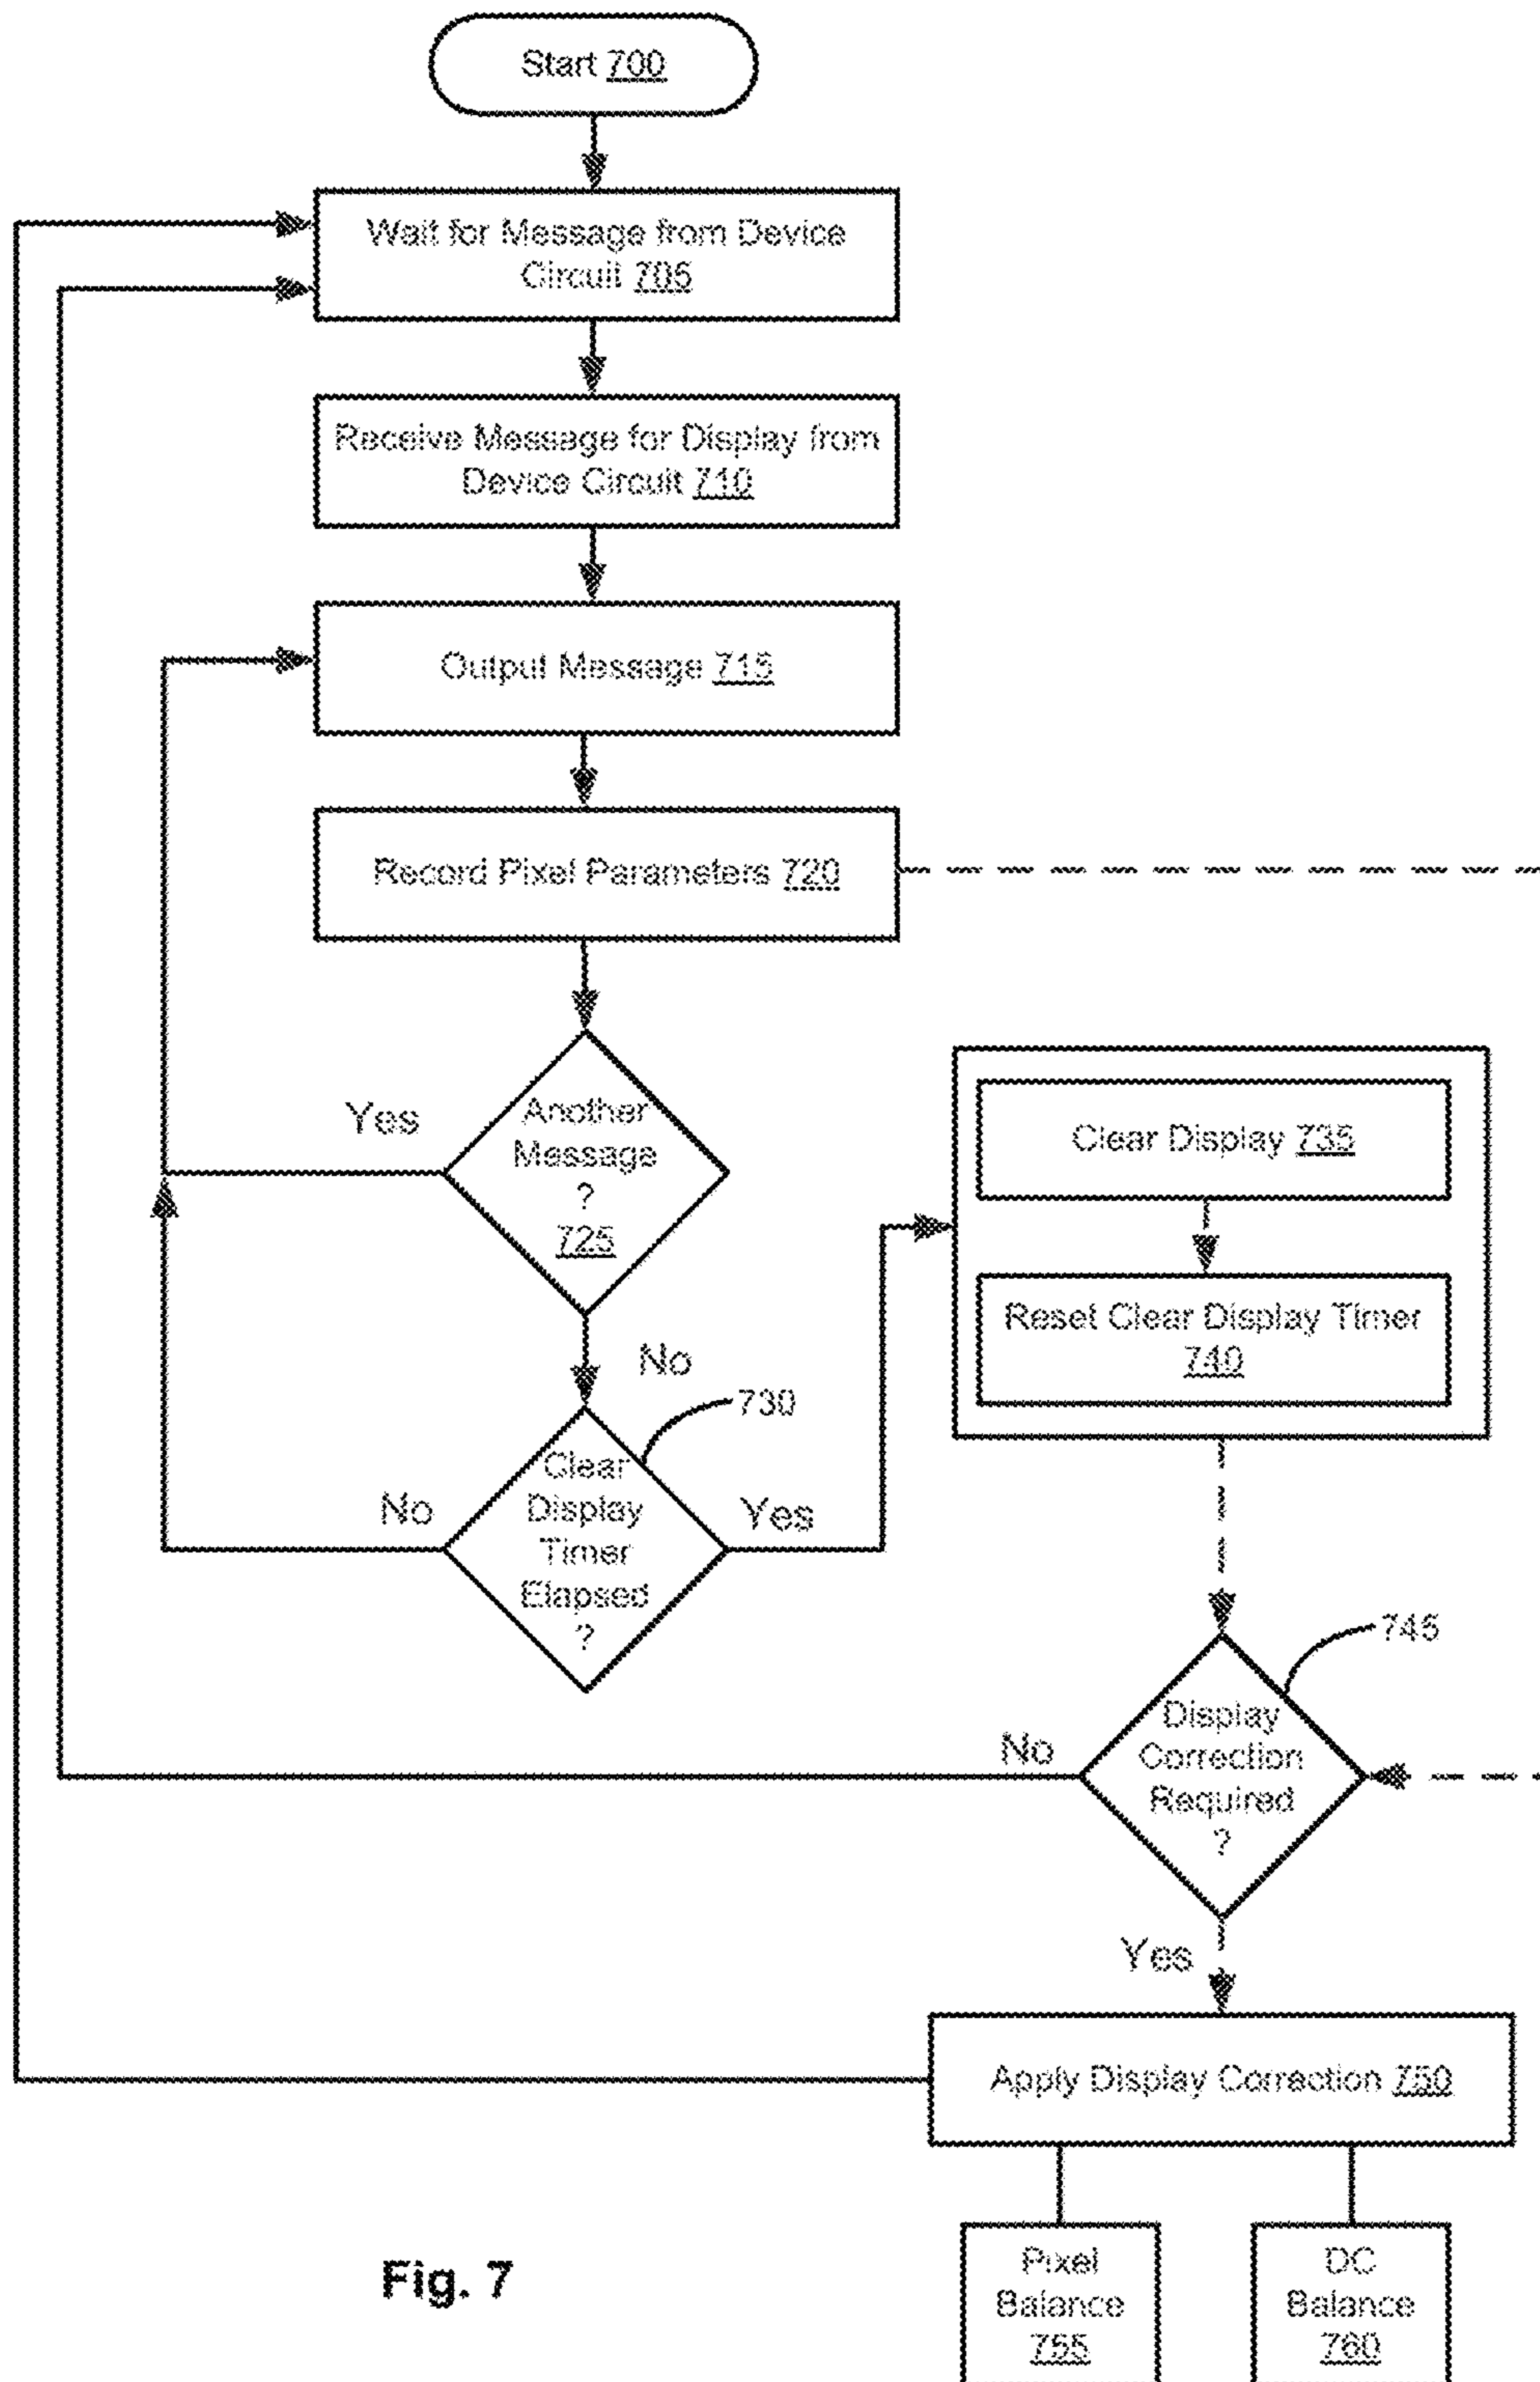 Start 700
Wait for Message from Device
Circuit 705
Receive Message for Display from
Device Circuit 710
Output Message 715
Record Pixel Parameters 720
Another
Message
?
725
Yes
No
Clear Display 735
Reset Clear Display Timer
740
730
Clear
Display
Timer
Elapsed
?
No
Yes
745
Display
Correction
Required
?
No
Yes
Apply Display Correction 750
Pixel
Balance
755
DC
Balance
760
Fig. 7